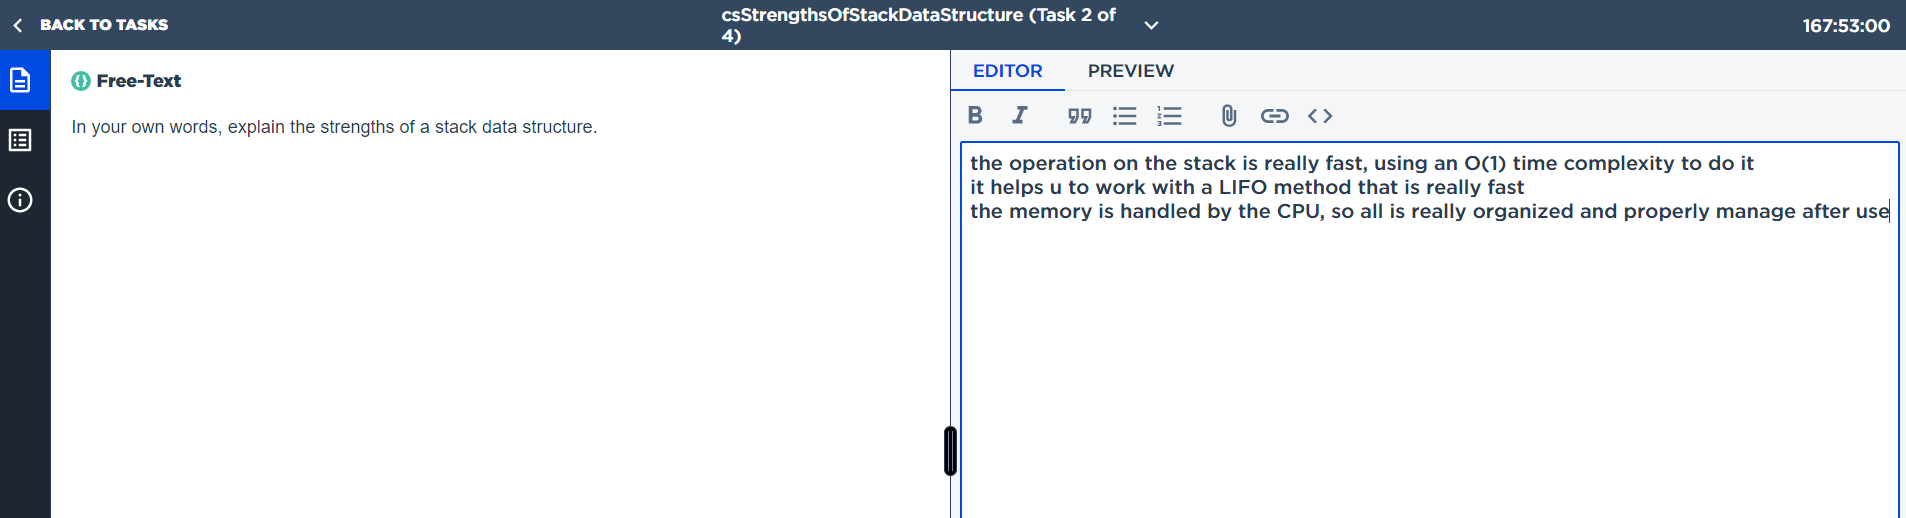 BACK TO TASKS
csStrengthsOfStackDataStructure (Task 2 of
4)
167:53:00
Free-Text
In your own words, explain the strengths of a stack data structure.
EDITOR
PREVIEW
the operation on the stack is really fast, using an O(1) time complexity to do it
it helps u to work with a LIFO method that is really fast
the memory is handled by the CPU, so all is really organized and properly manage after use